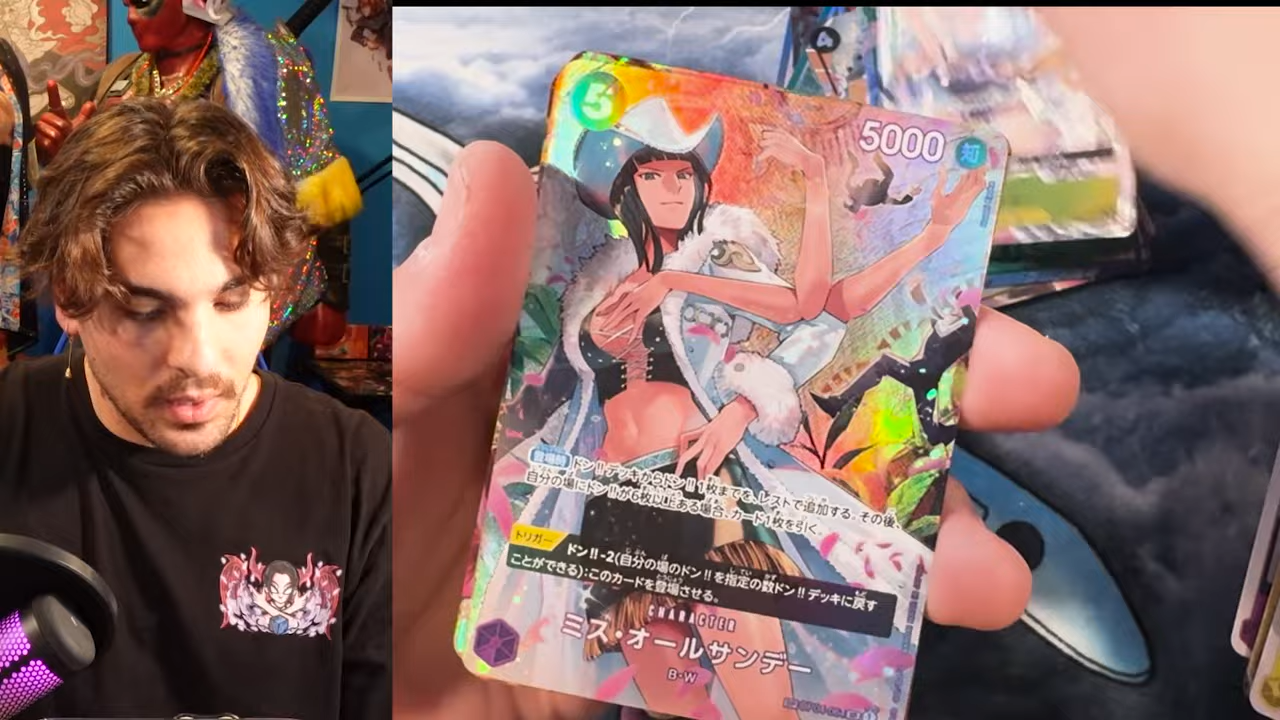 5
5000
知
登場時 ドン!!デッキからドン!!1枚までを、レストで追加する。その後、
自分の場にドン!!が6枚以上ある場合、カード1枚を引く。
トリガー ドン!!-2(自分の場のドン!!を指定の数ドン!!デッキに戻す
ことができる):このカードを登場させる。
CHARACTER
ミス・オールサンデー
B・W